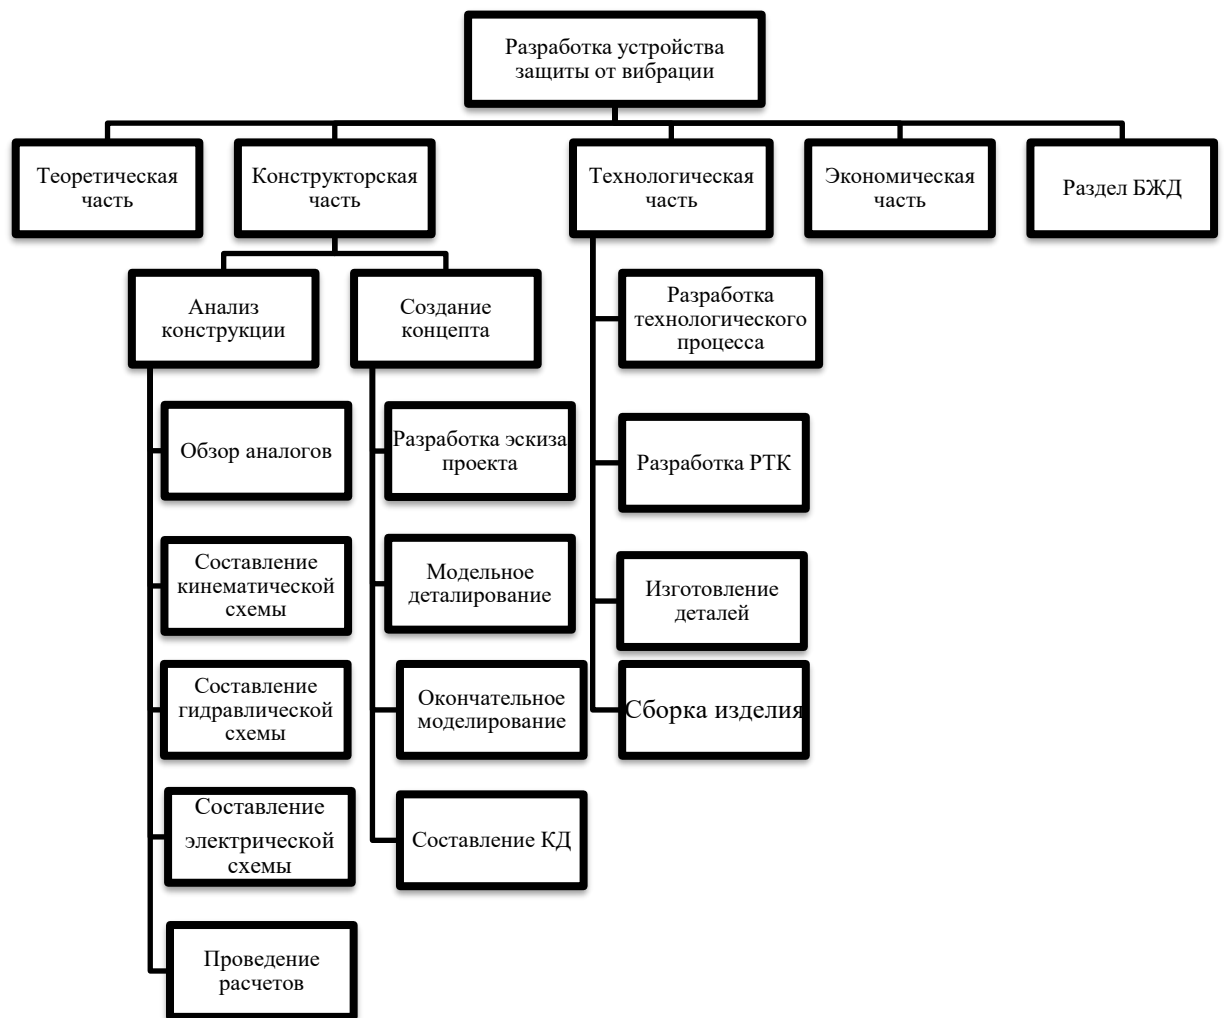 Разработка устройства
защиты от вибрации
Теоретическая
часть
Конструкторская
часть
Технологическая
часть
Экономическая
часть
Раздел БЖД
Анализ
конструкции
Создание
концепта
Разработка
технологического
процесса
Обзор аналогов
Разработка эскиза
проекта
Разработка РТК
Составление
кинематической
схемы
Модельное
деталирование
Изготовление
деталей
Составление
гидравлической
схемы
Окончательное
моделирование
Сборка изделия
Составление
электрической
схемы
Составление КД
Проведение
расчетов